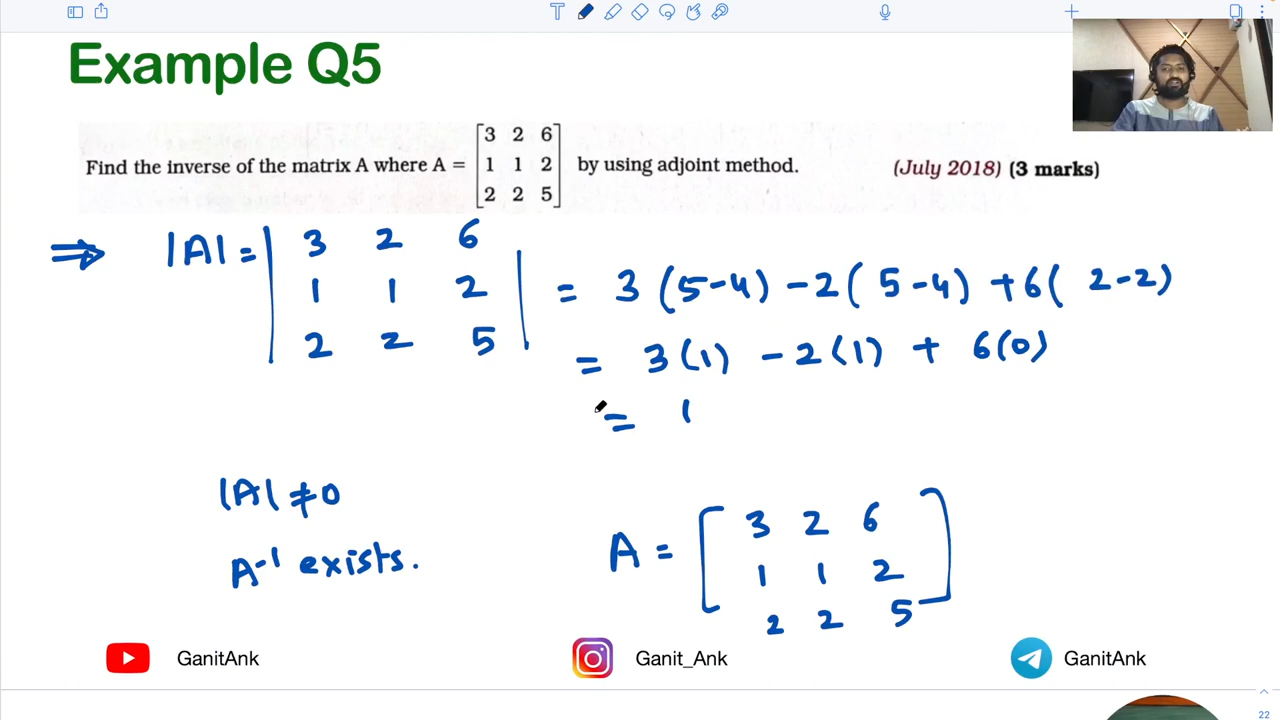 Example Q5
Find the inverse of the matrix A where A = [3 2 6
1 1 2
2 2 5] by using adjoint method. (July 2018) (3 marks)
⇒ |A| = | 3 2 6
1 1 2
2 2 5 | = 3 (5-4) -2( 5-4) +6( 2-2)
= 3(1) - 2(1) + 6(0)
= 1
|A| ≠ 0
A⁻¹ exists.
A = [ 3 2 6
1 1 2
2 2 5 ]
GanitAnk Ganit_Ank GanitAnk
22